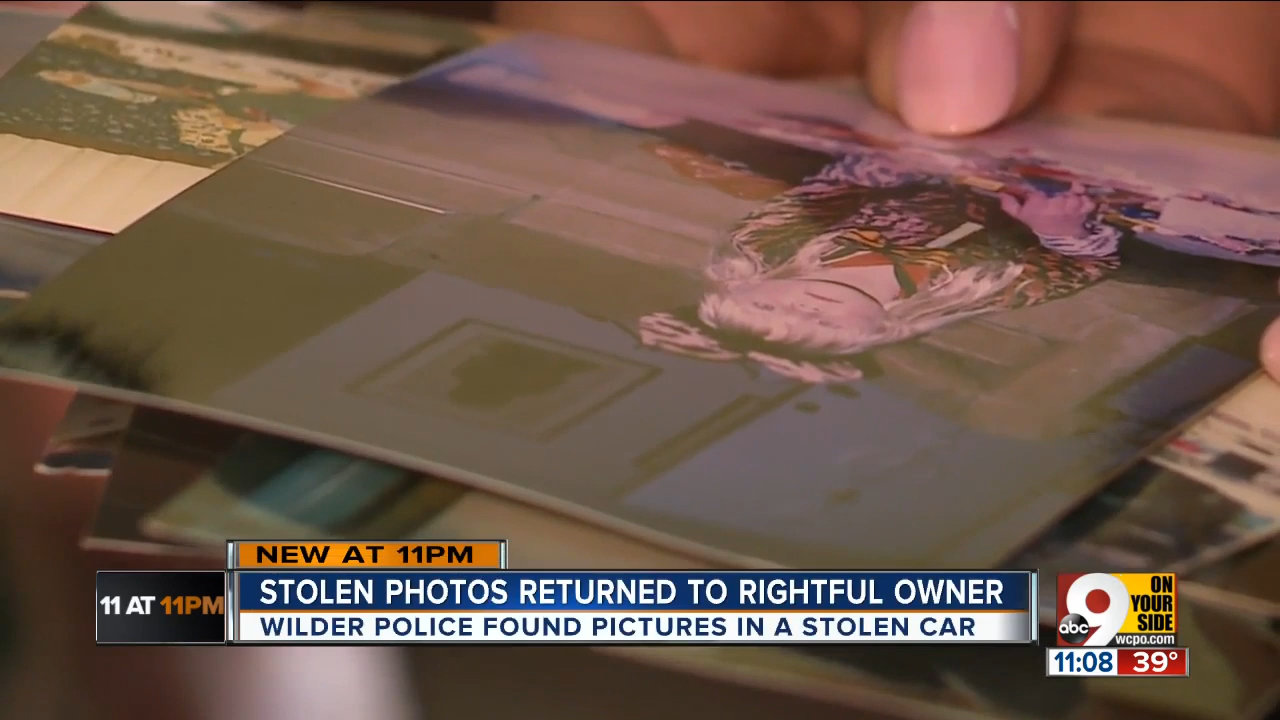 NEW AT 11PM
11 AT 11PM
STOLEN PHOTOS RETURNED TO RIGHTFUL OWNER
WILDER POLICE FOUND PICTURES IN A STOLEN CAR
9
abc
ON
YOUR
SIDE
wcpo.com
11:08 39°